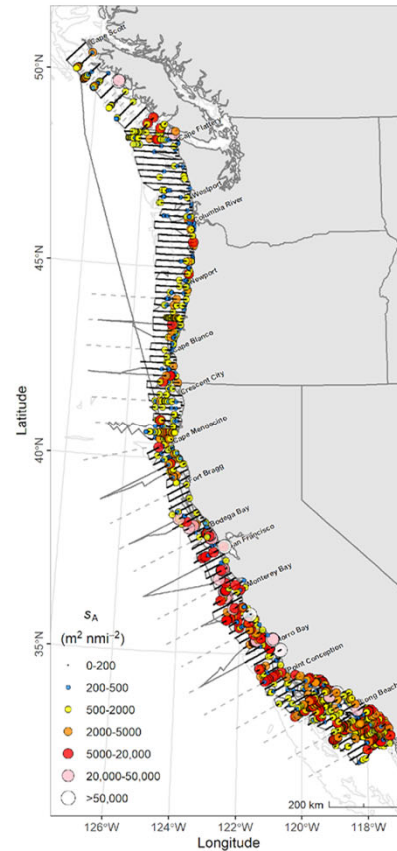 50°N
Cape Scott
Cape Flattery
Westport
Columbia River
45°N
Newport
Cape Blanco
Crescent City
Cape Mendocino
40°N
Fort Bragg
Bodega Bay
San Francisco
Monterey Bay
Morro Bay
35°N
Point Conception
Long Beach
Latitude
sA
(m² nmi⁻²)
0-200
200-500
500-2000
2000-5000
5000-20,000
20,000-50,000
>50,000
200 km
126°W 124°W 122°W 120°W 118°W
Longitude